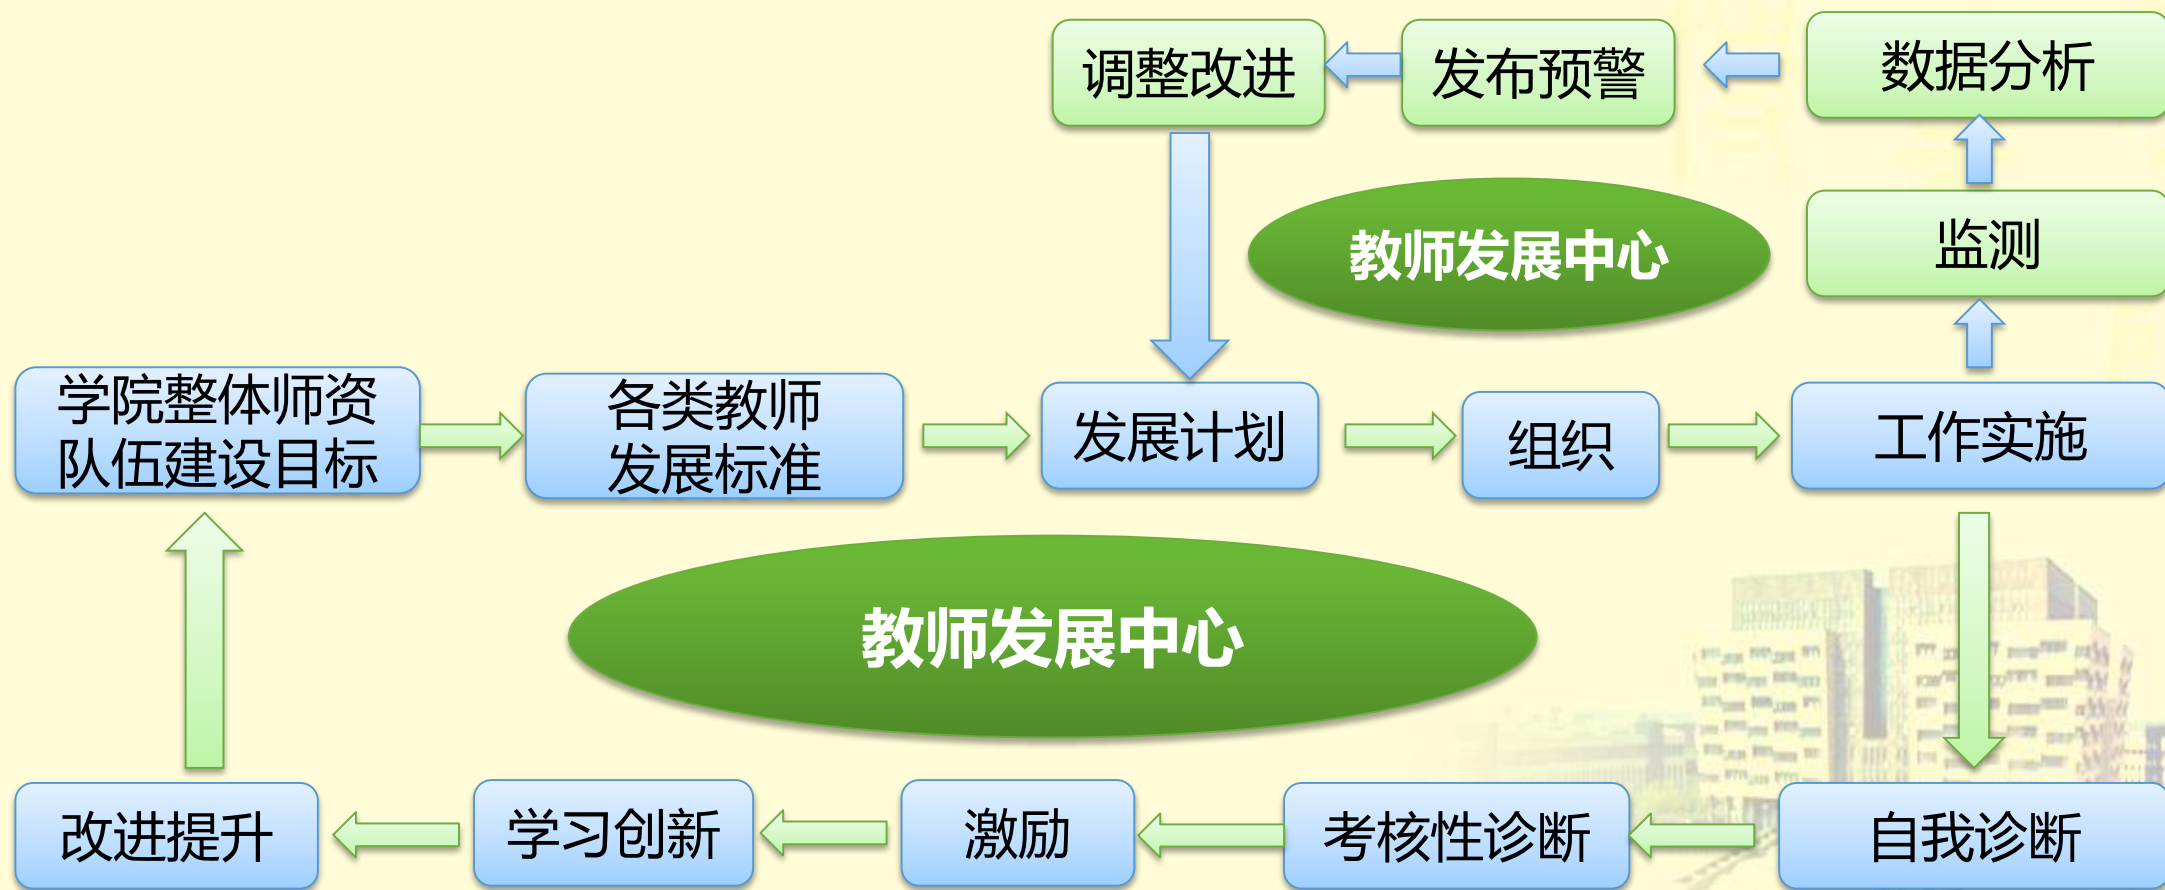 调整改进
发布预警
数据分析
教师发展中心
监测
学院整体师资
队伍建设目标
各类教师
发展标准
发展计划
组织
工作实施
教师发展中心
改进提升
学习创新
激励
考核性诊断
自我诊断